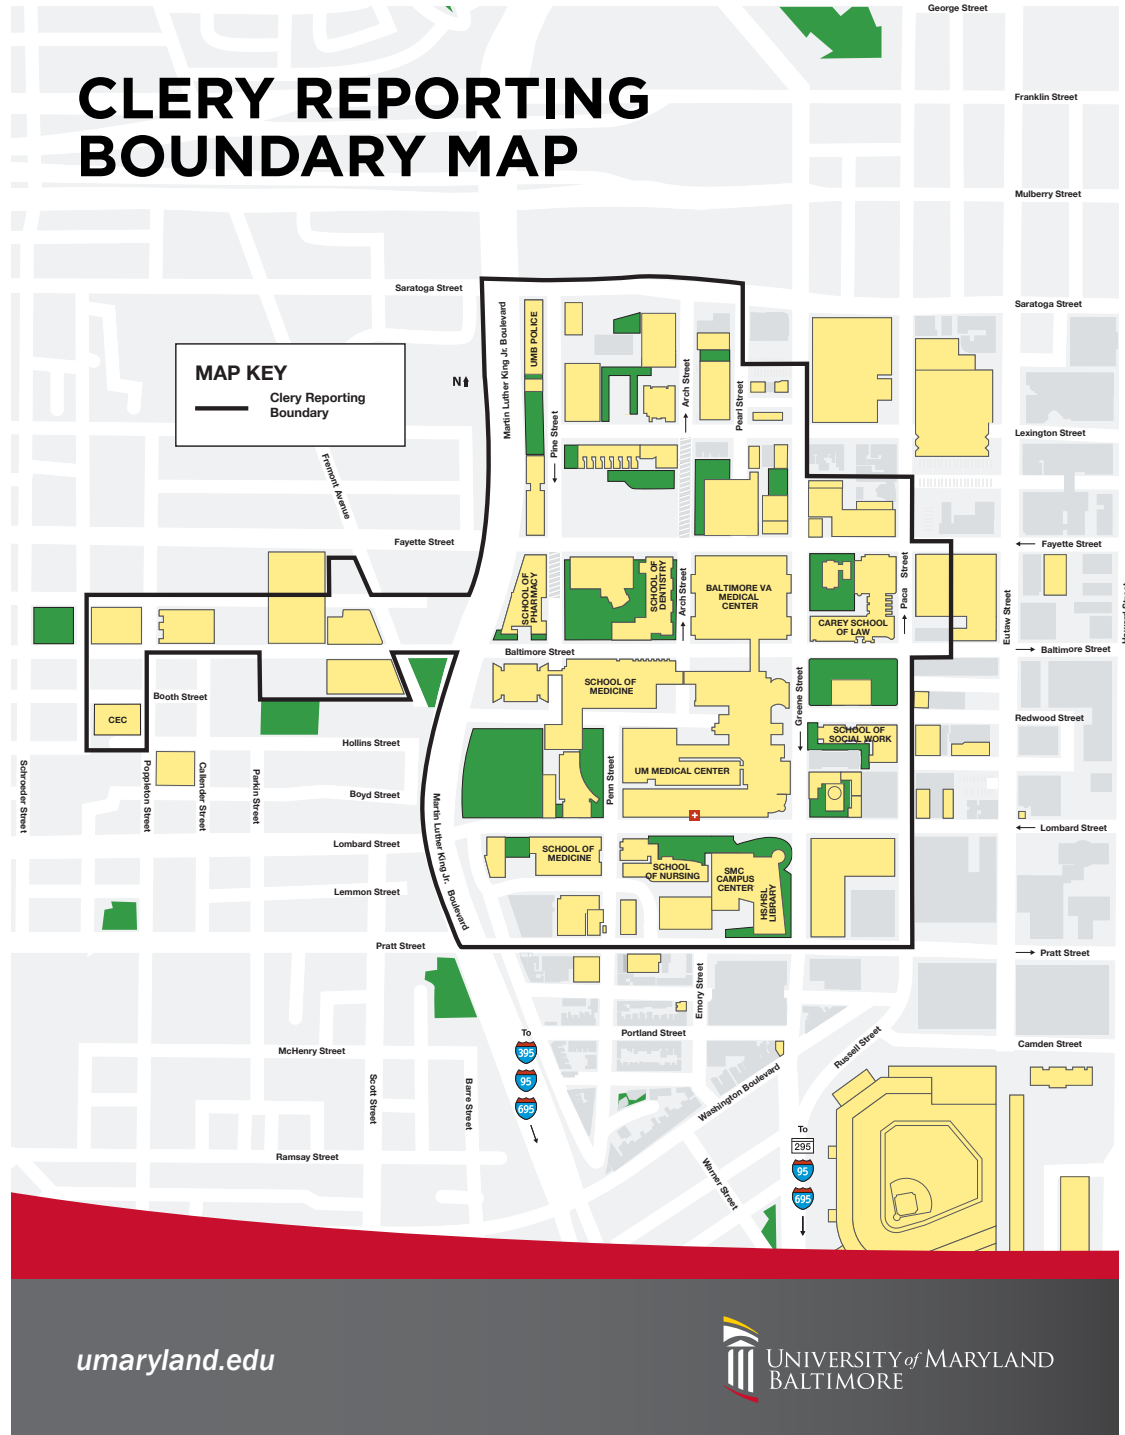 George Street
CLERY REPORTING
BOUNDARY MAP
Franklin Street
Mulberry Street
Saratoga Street
Saratoga Street
Martin Luther King Jr. Boulevard
UMB POLICE
MAP KEY
Clery Reporting
Boundary
N
Arch Street
Pearl Street
Pine Street
Lexington Street
Fremont Avenue
Fayette Street
Fayette Street
SCHOOL OF
PHARMACY
SCHOOL OF
DENTISTRY
Arch Street
BALTIMORE VA
MEDICAL
CENTER
Paca Street
CAREY SCHOOL
OF LAW
Eutaw Street
Baltimore Street
Baltimore Street
SCHOOL OF
MEDICINE
Booth Street
CEC
Greene Street
Redwood Street
SCHOOL OF
SOCIAL WORK
Hollins Street
UM MEDICAL CENTER
Penn Street
Schroeder Street
Poppleton Street
Callender Street
Parkin Street
Boyd Street
Martin Luther King Jr. Boulevard
Lombard Street
Lombard Street
SCHOOL OF
MEDICINE
SCHOOL
OF NURSING
SMC
CAMPUS
CENTER
HS/HSL
LIBRARY
Lemmon Street
Pratt Street
Pratt Street
Emory Street
Portland Street
To
395
95
695
Russell Street
Camden Street
McHenry Street
Scott Street
Barre Street
Washington Boulevard
To
295
95
695
Ramsay Street
Warner Street
umaryland.edu
UNIVERSITY of MARYLAND
BALTIMORE